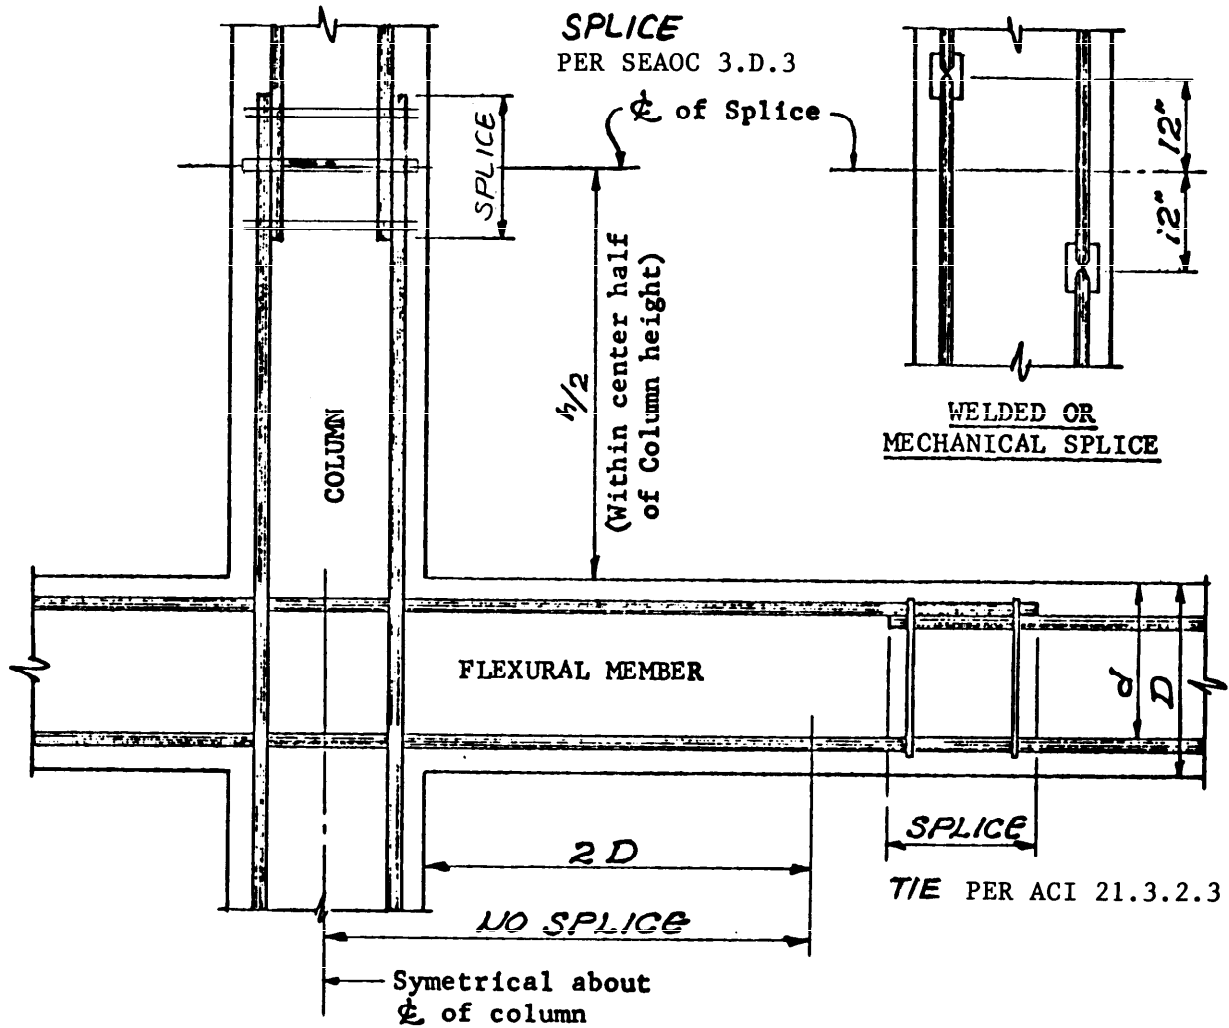 SPLICE
PER SEAOC 3.D.3
℄ of Splice
SPLICE
12"
12"
h/2
(Within center half
of Column height)
COLUMN
WELDED OR
MECHANICAL SPLICE
FLEXURAL MEMBER
d
D
SPLICE
2D
TIE PER ACI 21.3.2.3
NO SPLICE
Symetrical about
℄ of column